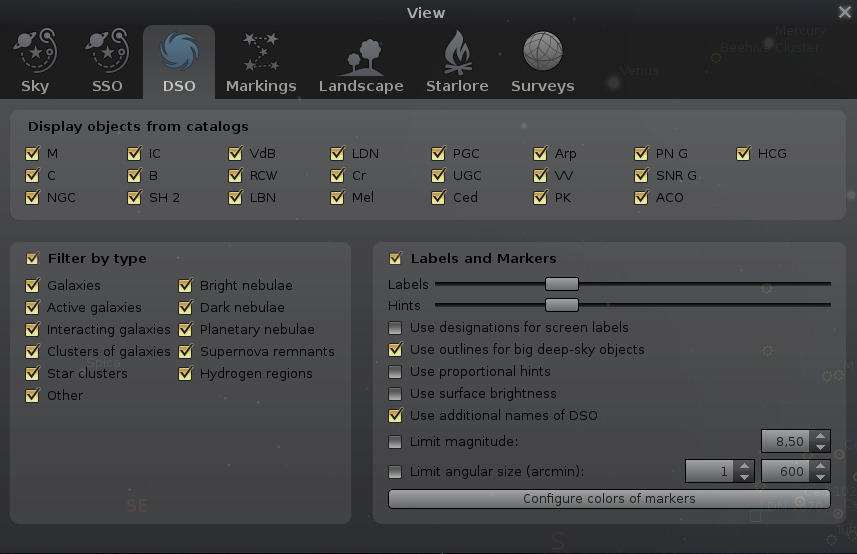 View
Mercury
Beehive Cluster
Venus
Sky SSO DSO Markings Landscape Starlore Surveys
Display objects from catalogs
M IC VdB LDN PGC Arp PN G HCG
C B RCW Cr UGC VV SNR G
NGC SH 2 LBN Mel Ced PK ACO
Filter by type
Galaxies Bright nebulae
Active galaxies Dark nebulae
Interacting galaxies Planetary nebulae
Clusters of galaxies Supernova remnants
Spica
Star clusters Hydrogen regions
Other
Labels and Markers
Labels
Hints
Use designations for screen labels
Use outlines for big deep-sky objects
Use proportional hints
Use surface brightness
Use additional names of DSO
Limit magnitude: 8,50
Limit angular size (arcmin): 1 600
Configure colors of markers
SE
S